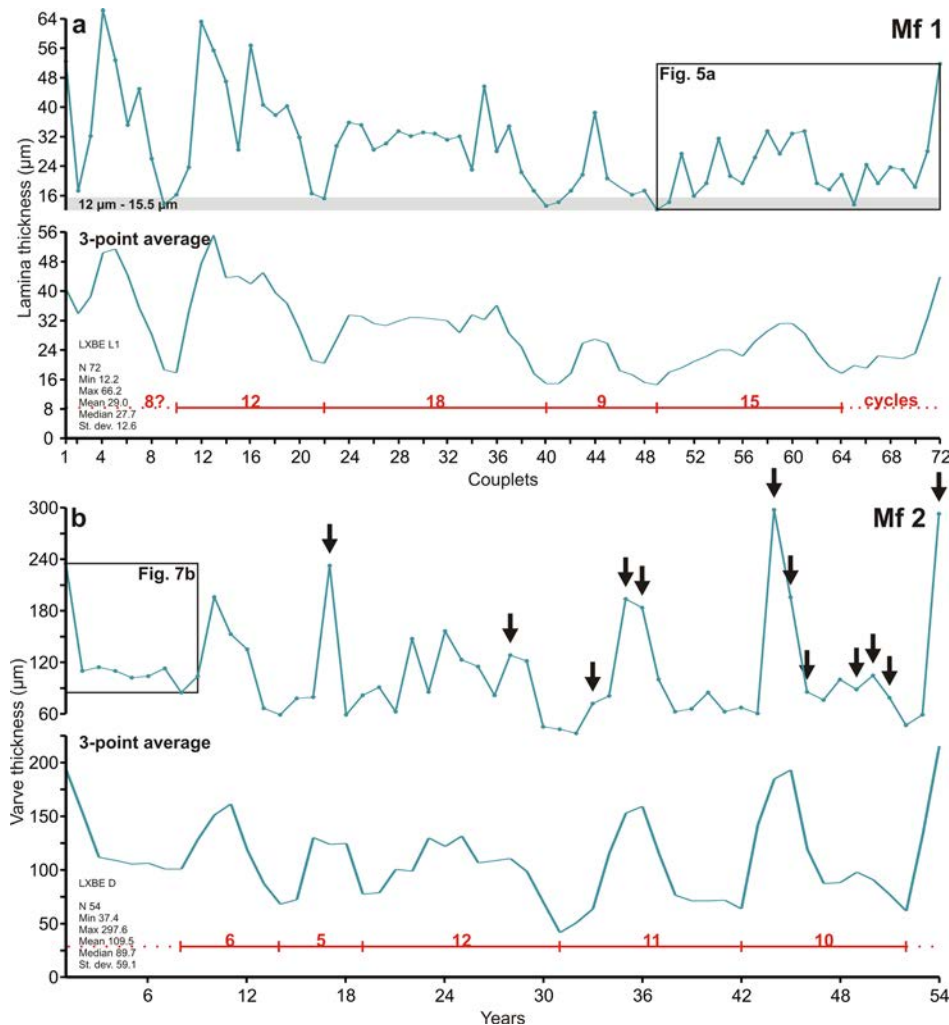 a
Mf 1
64
56
48
40
32
24
16
Fig. 5a
12 µm - 15.5 µm
Lamina thickness (µm)
56
48
40
32
24
16
8
0
3-point average
LXBE L1
N 72
Min 12.2
Max 66.2
Mean 29.0
Median 27.7
St. dev. 12.6
8? 12 18 9 15 cycles
1 4 8 12 16 20 24 28 32 36 40 44 48 52 56 60 64 68 72
Couplets
b
Mf 2
300
240
180
120
60
Fig. 7b
Varve thickness (µm)
200
150
100
50
0
3-point average
LXBE D
N 54
Min 37.4
Max 297.6
Mean 109.5
Median 89.7
St. dev. 59.1
6 5 12 11 10
6 12 18 24 30 36 42 48 54
Years